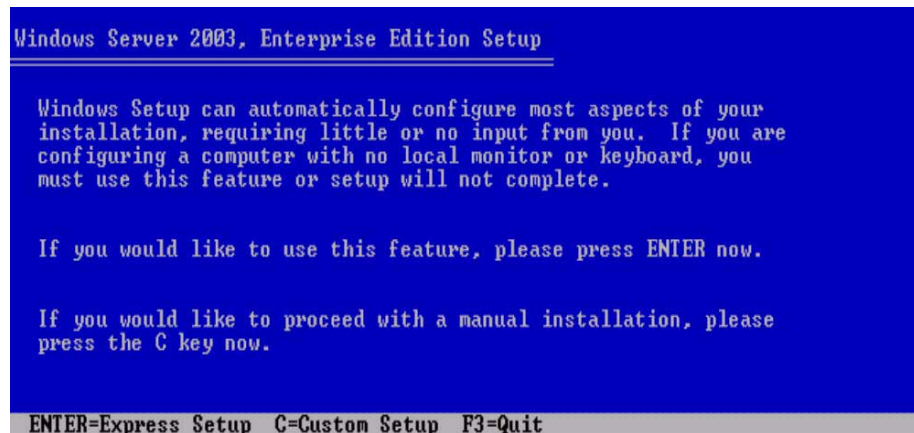 Windows Server 2003, Enterprise Edition Setup
Windows Setup can automatically configure most aspects of your
installation, requiring little or no input from you.  If you are
configuring a computer with no local monitor or keyboard, you
must use this feature or setup will not complete.
If you would like to use this feature, please press ENTER now.
If you would like to proceed with a manual installation, please
press the C key now.
ENTER=Express Setup  C=Custom Setup  F3=Quit